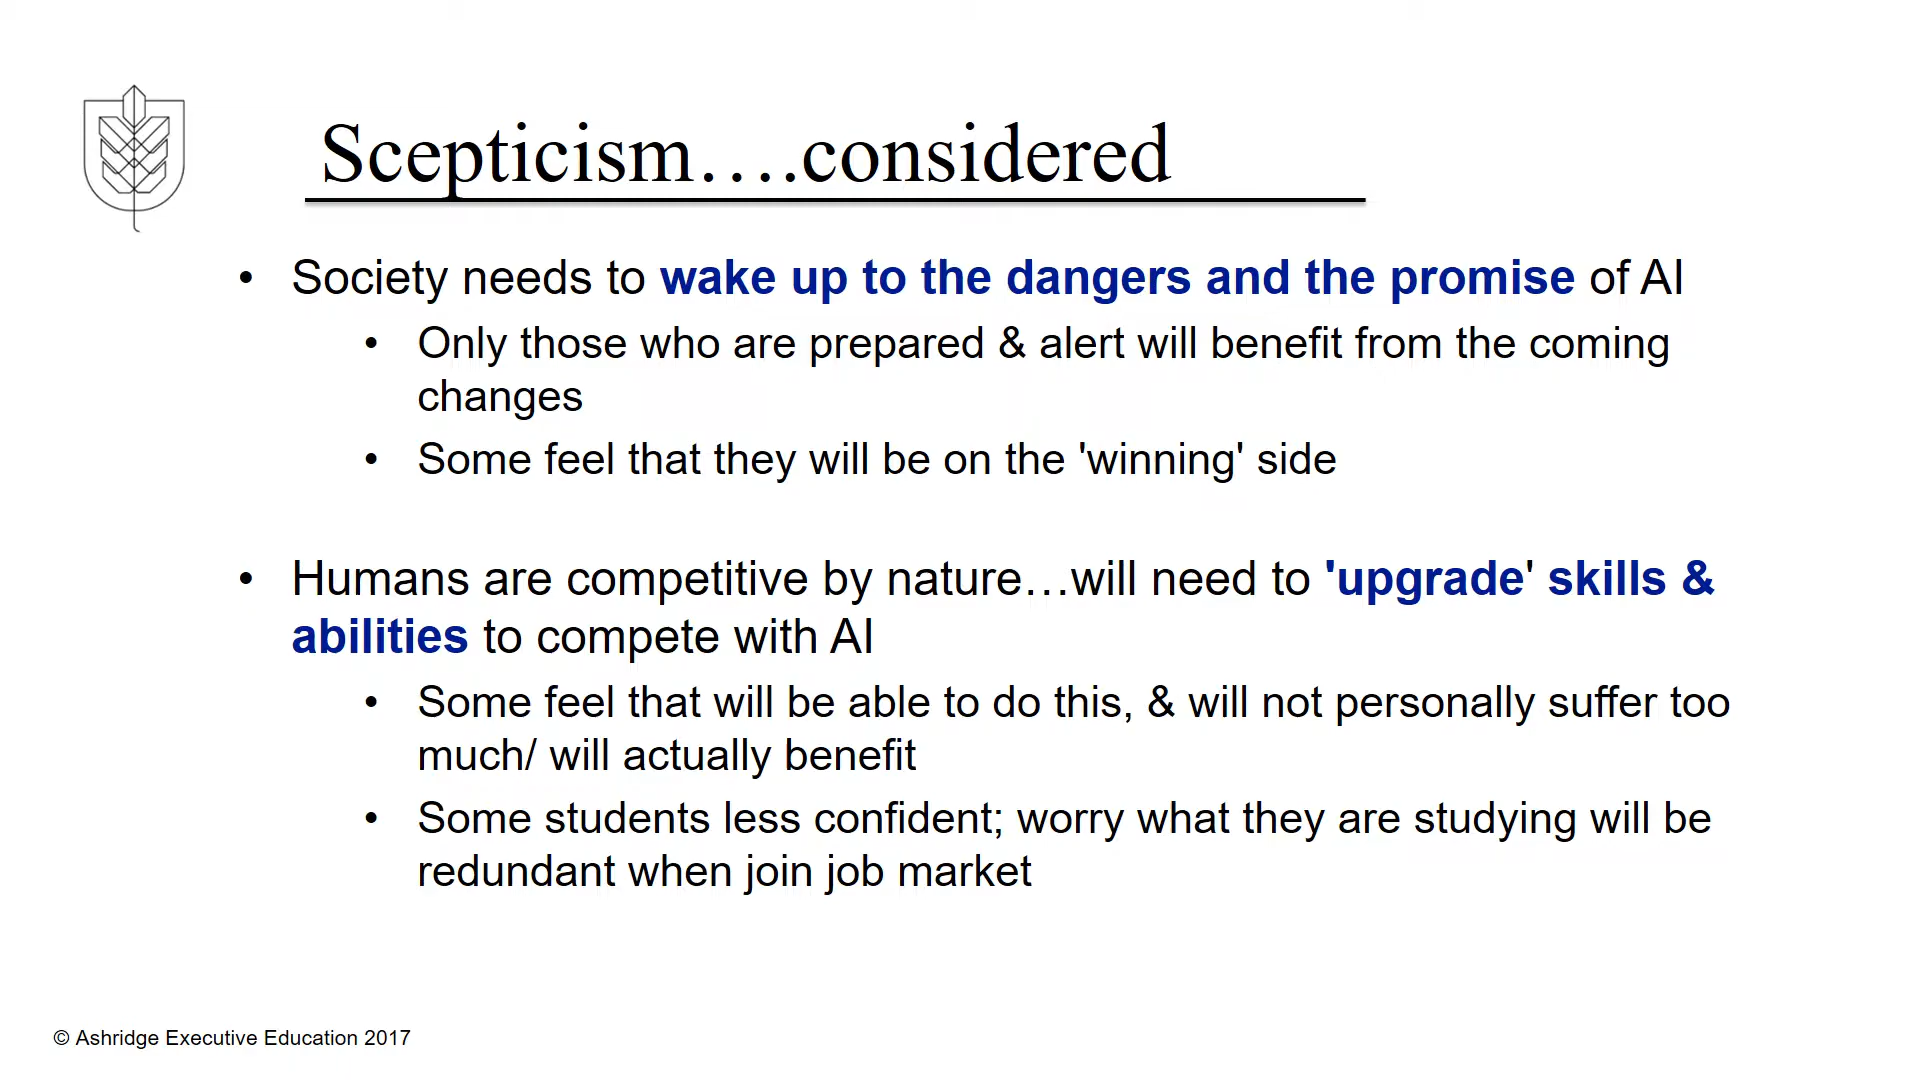 Scepticism….considered
• Society needs to wake up to the dangers and the promise of AI
• Only those who are prepared & alert will benefit from the coming
changes
• Some feel that they will be on the 'winning' side
• Humans are competitive by nature…will need to 'upgrade' skills &
abilities to compete with AI
• Some feel that will be able to do this, & will not personally suffer too
much/ will actually benefit
• Some students less confident; worry what they are studying will be
redundant when join job market
© Ashridge Executive Education 2017